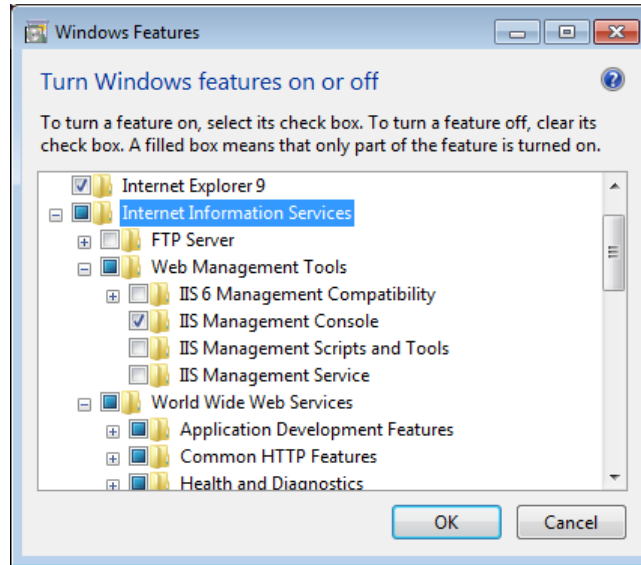 Windows Features
Turn Windows features on or off
To turn a feature on, select its check box. To turn a feature off, clear its
check box. A filled box means that only part of the feature is turned on.
Internet Explorer 9
Internet Information Services
FTP Server
Web Management Tools
IIS 6 Management Compatibility
IIS Management Console
IIS Management Scripts and Tools
IIS Management Service
World Wide Web Services
Application Development Features
Common HTTP Features
Health and Diagnostics
OK Cancel